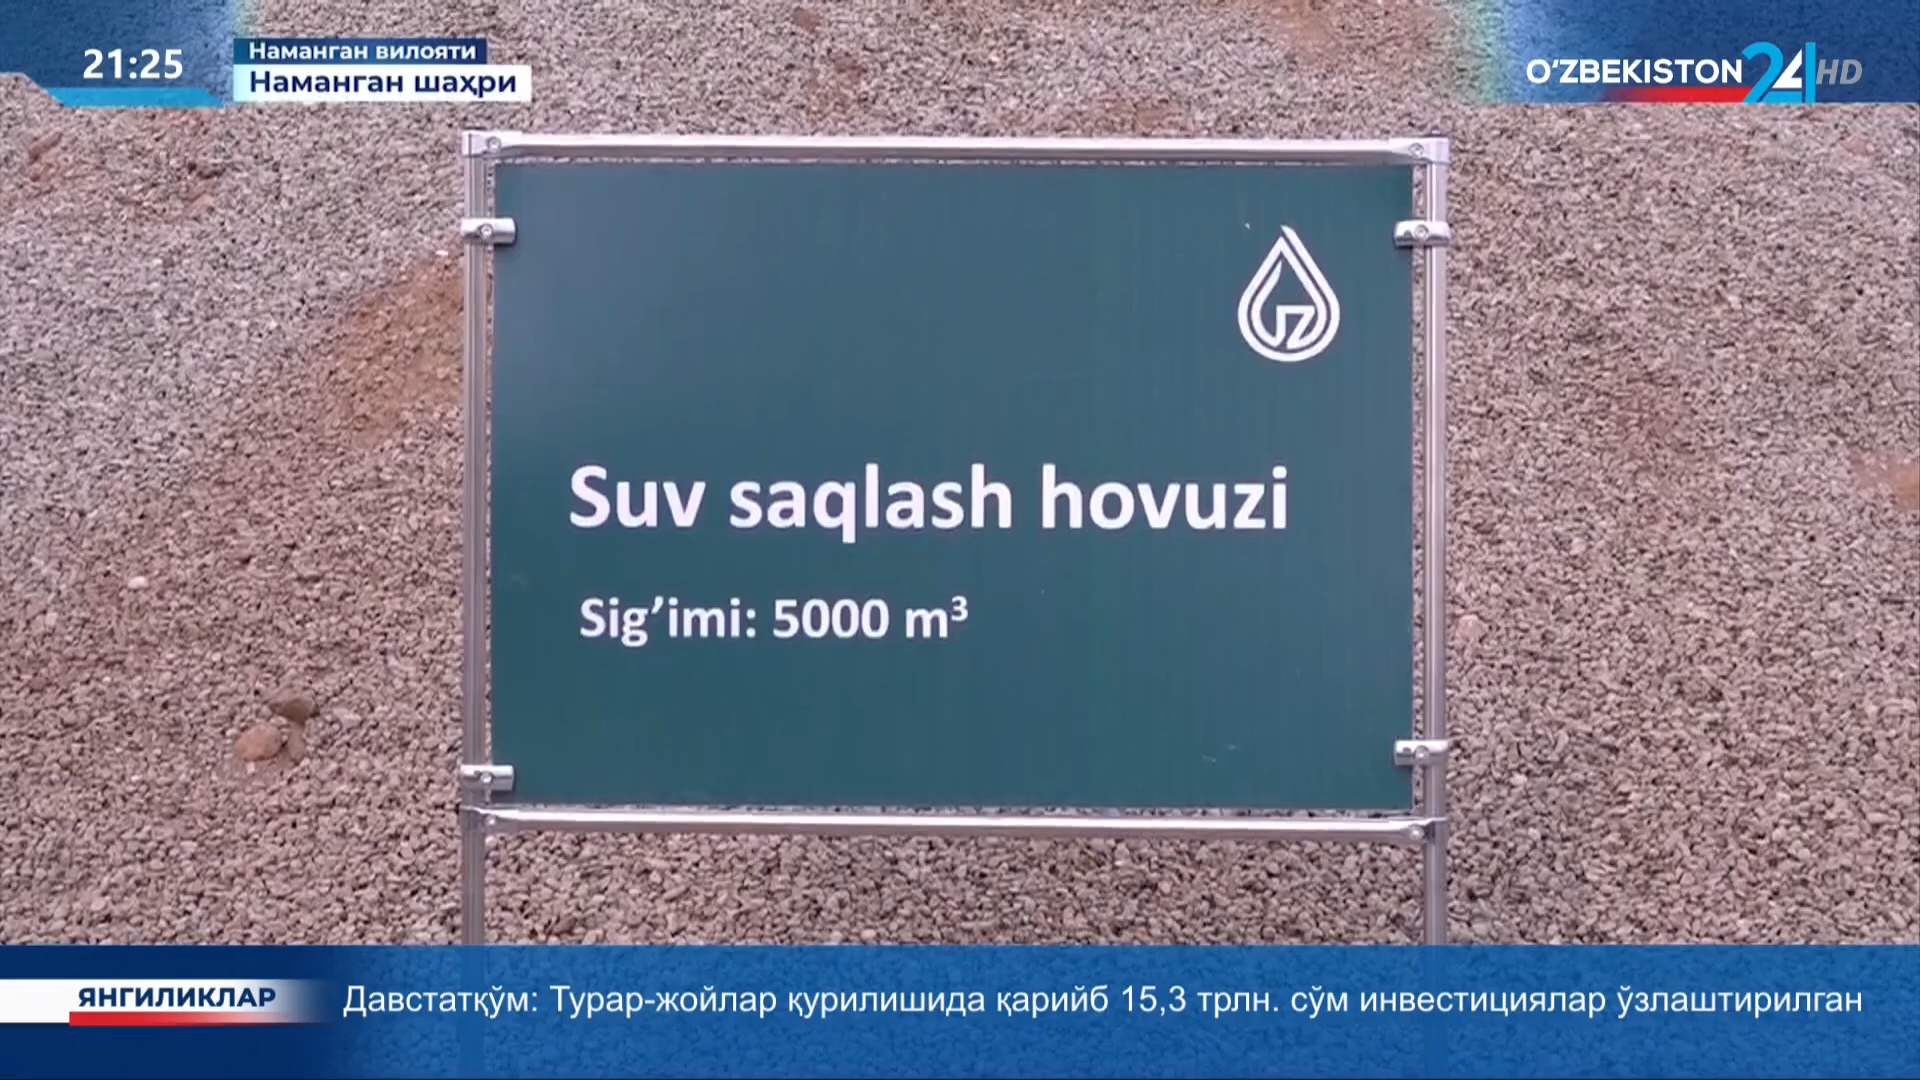 21:25
Наманган вилояти
Наманган шаҳри
O‘ZBEKISTON 24 HD
UZ
Suv saqlash hovuzi
Sig’imi: 5000 m³
ЯНГИЛИКЛАР
Давстатқўм: Турар-жойлар қурилишида қарийб 15,3 трлн. сўм инвестициялар ўзлаштирилган